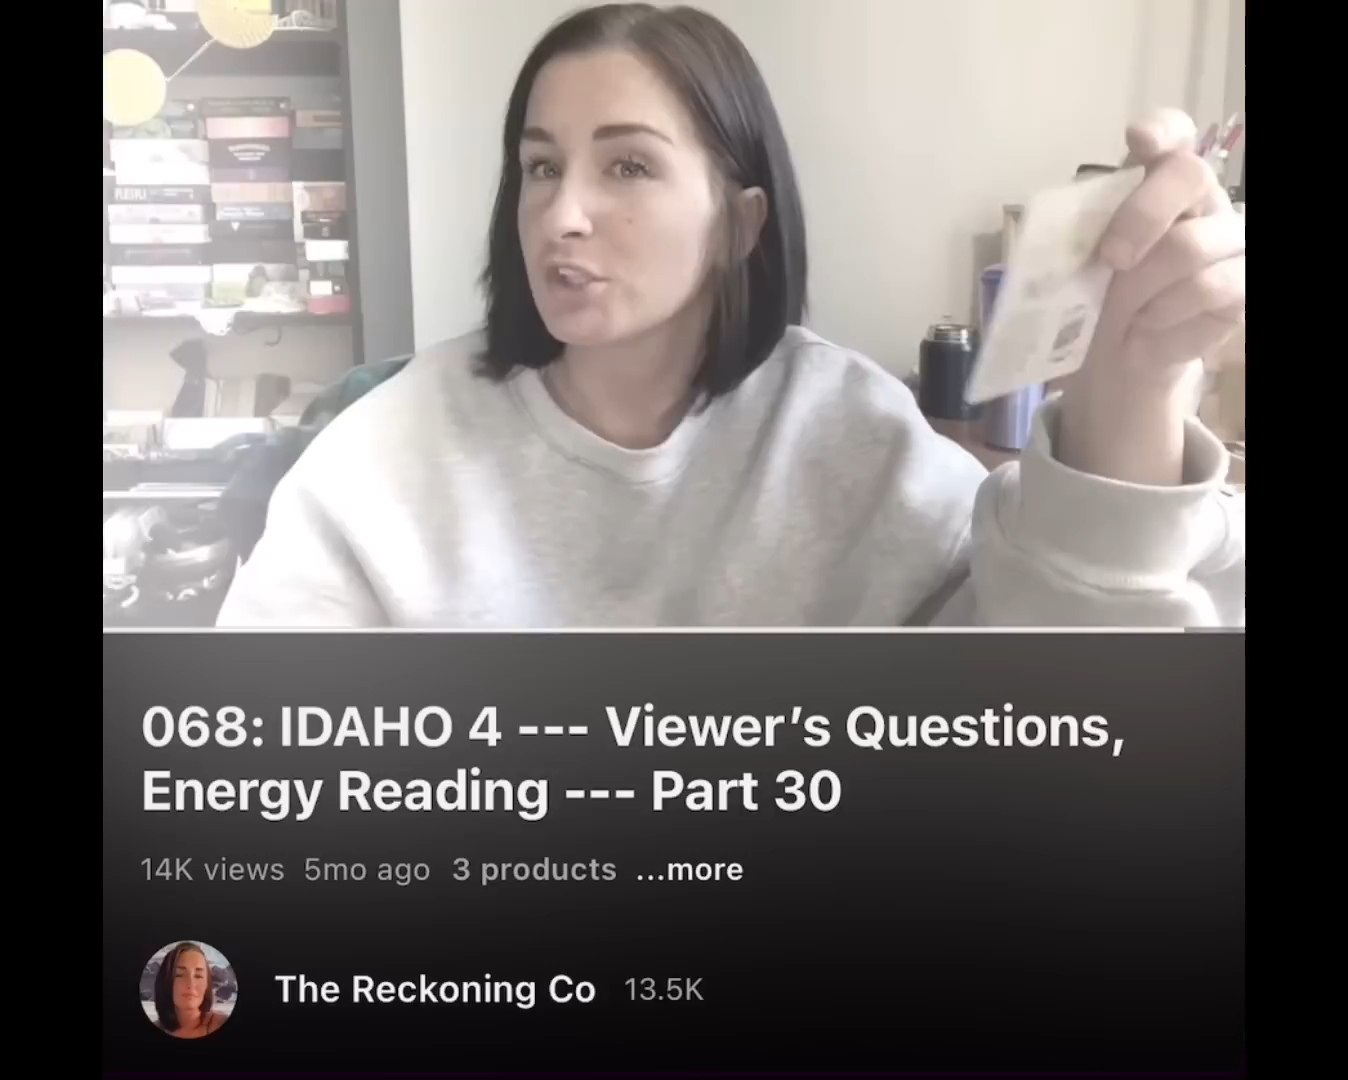 068: IDAHO 4 --- Viewer’s Questions,
Energy Reading --- Part 30
14K views 5mo ago 3 products ...more
The Reckoning Co 13.5K